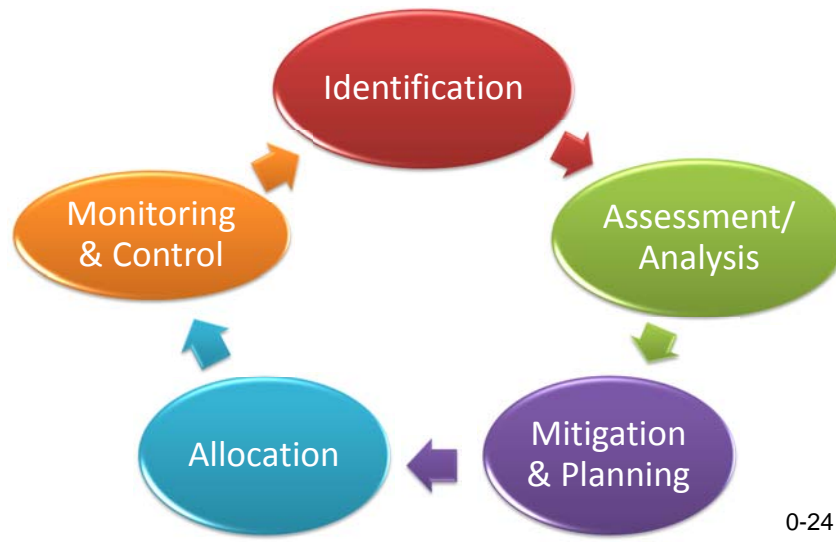 Identification
Assessment/
Analysis
Mitigation
& Planning
Allocation
Monitoring
& Control
0-24